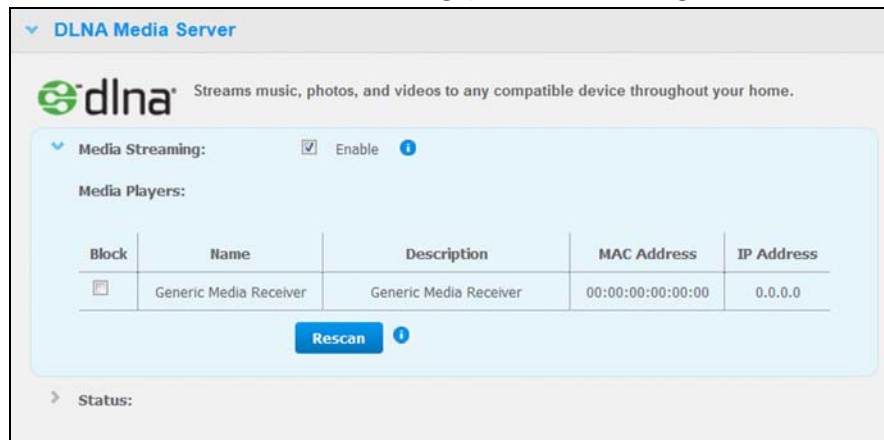 DLNA Media Server
dlna Streams music, photos, and videos to any compatible device throughout your home.
Media Streaming: Enable
Media Players:
Block Name Description MAC Address IP Address
Generic Media Receiver Generic Media Receiver 00:00:00:00:00:00 0.0.0.0
Rescan
Status: